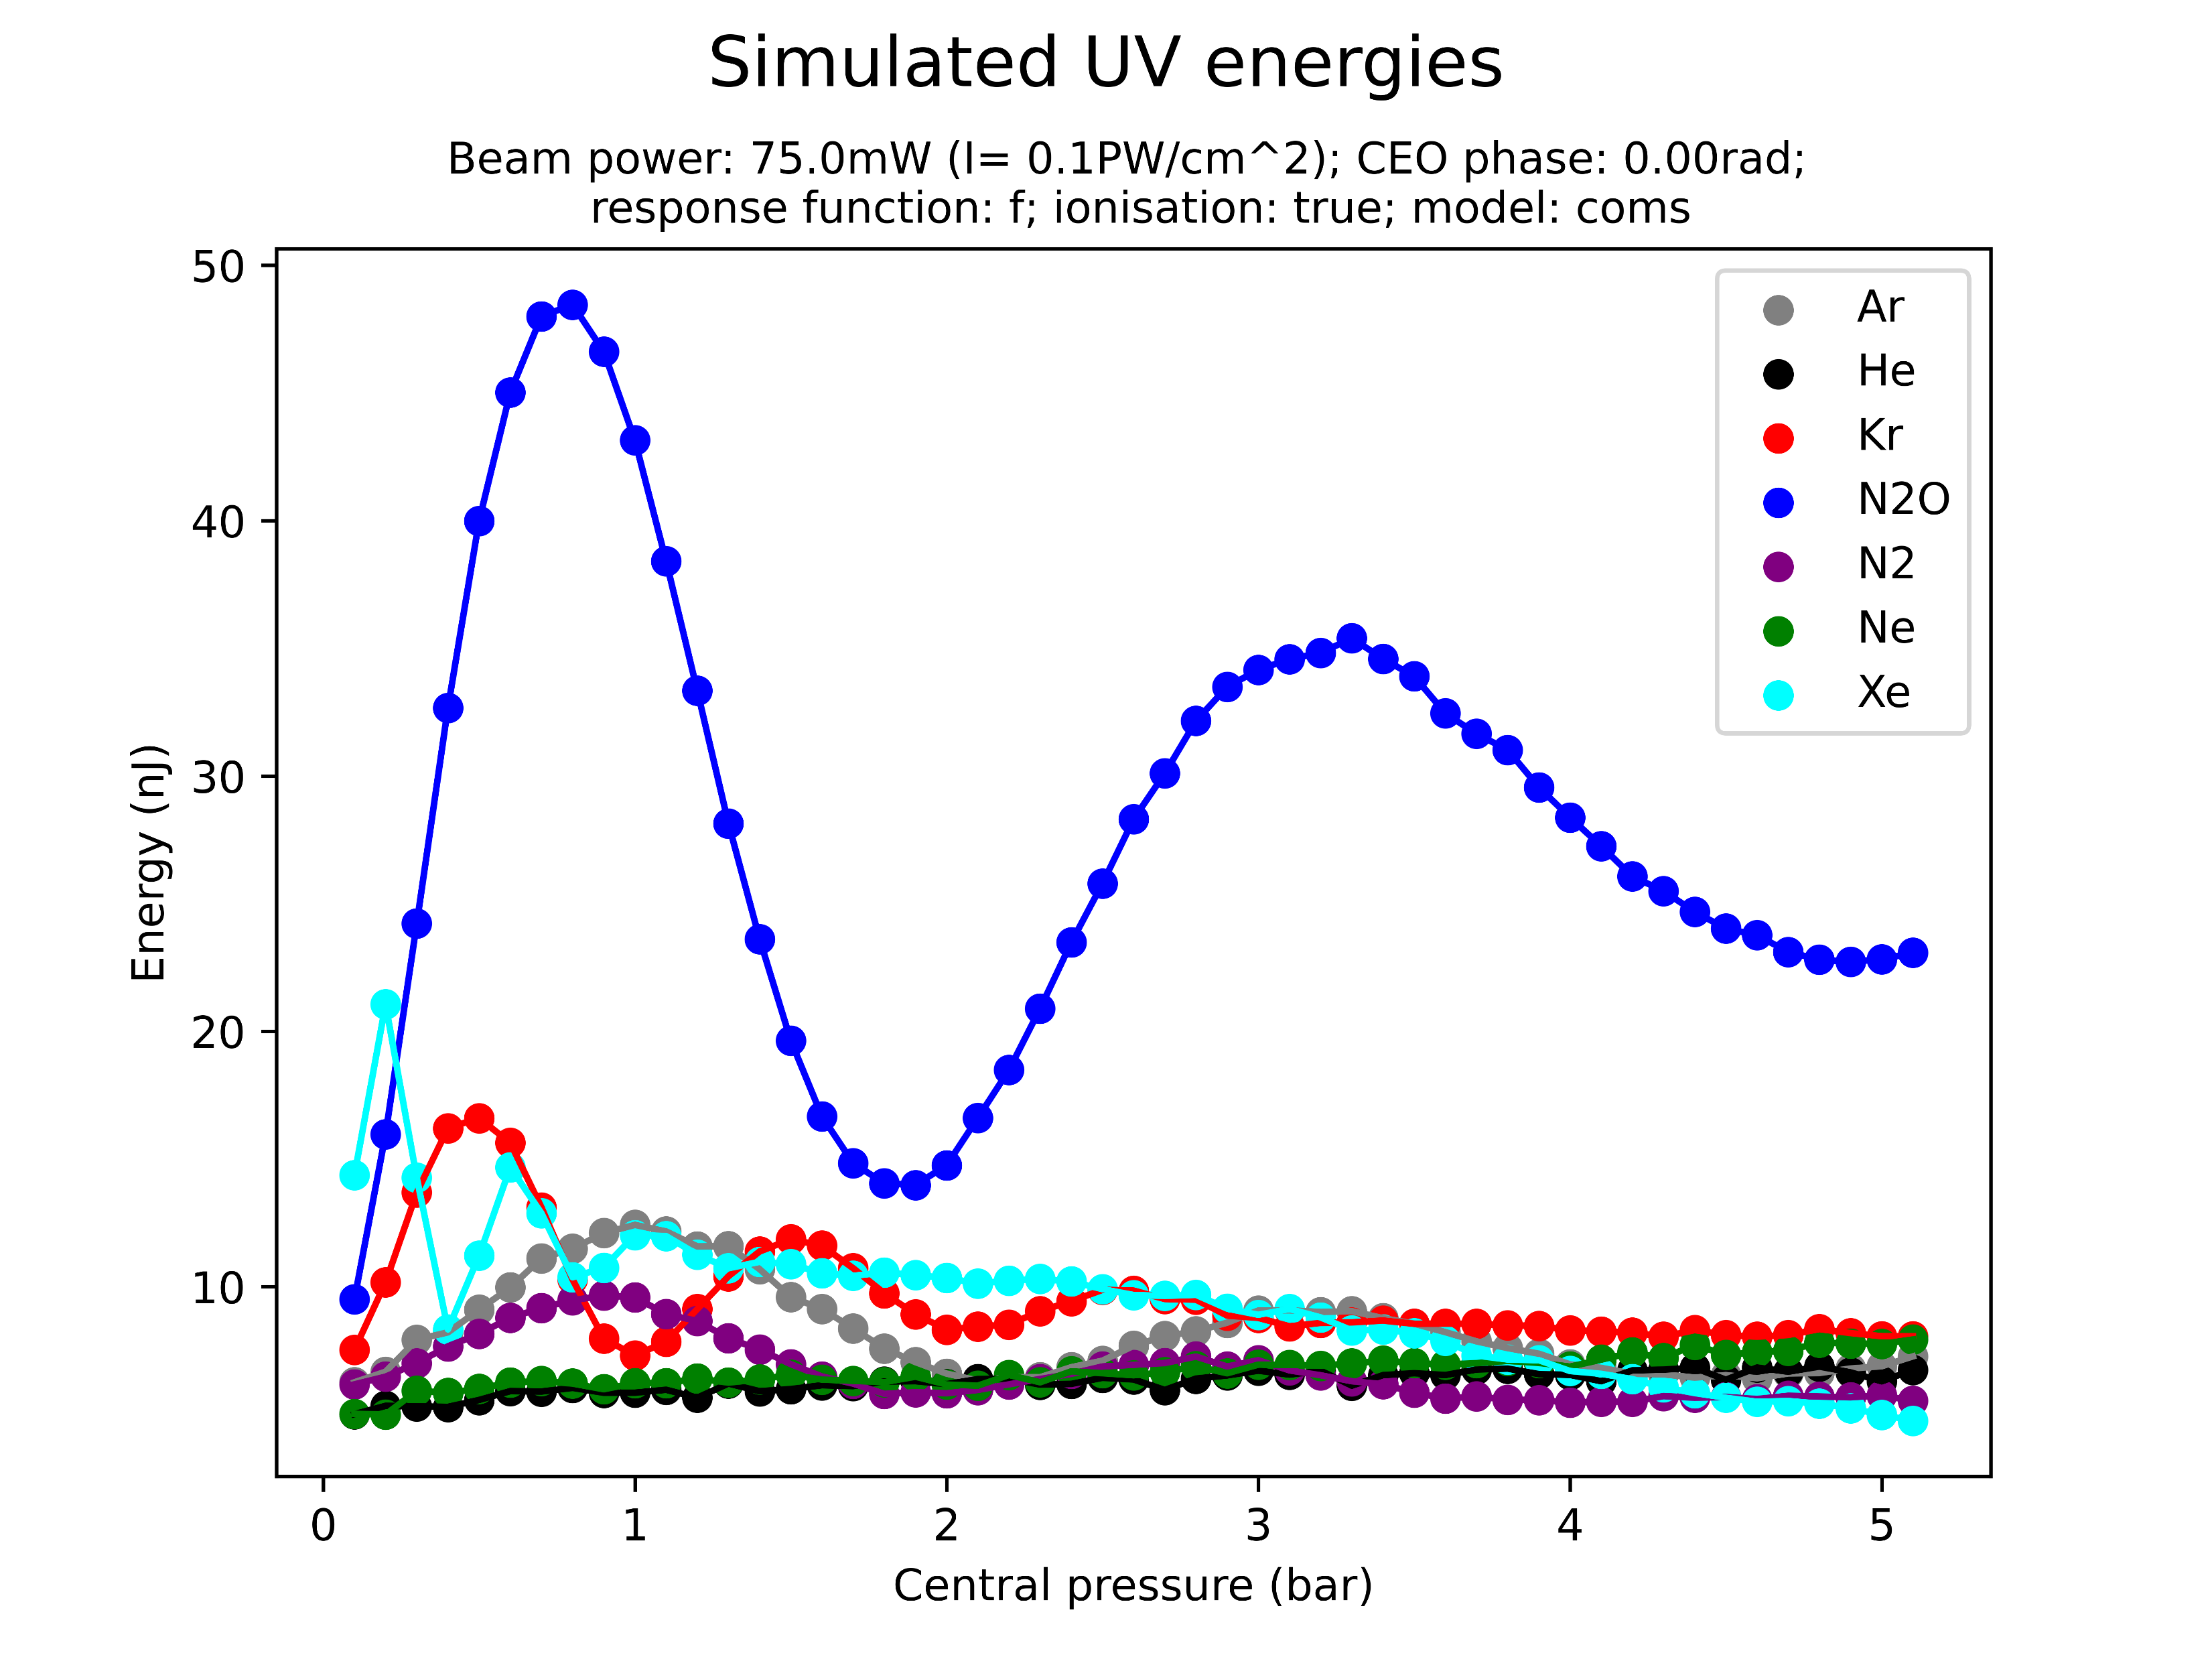 Simulated UV energies
Beam power: 75.0mW (I= 0.1PW/cm^2); CEO phase: 0.00rad;
response function: f; ionisation: true; model: coms
50
40
30
20
10
Energy (nJ)
Ar
He
Kr
N2O
N2
Ne
Xe
0 1 2 3 4 5
Central pressure (bar)